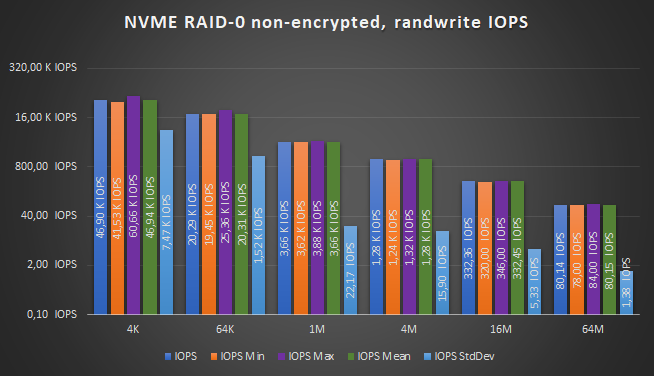 NVME RAID-0 non-encrypted, randwrite IOPS
320,00 K IOPS
16,00 K IOPS
800,00 IOPS
40,00 IOPS
2,00 IOPS
0,10 IOPS
46,90 K IOPS
41,53 K IOPS
60,66 K IOPS
46,94 K IOPS
7,47 K IOPS
20,29 K IOPS
19,45 K IOPS
25,36 K IOPS
20,31 K IOPS
1,52 K IOPS
3,66 K IOPS
3,62 K IOPS
3,88 K IOPS
3,66 K IOPS
22,17 IOPS
1,28 K IOPS
1,24 K IOPS
1,32 K IOPS
1,28 K IOPS
15,90 IOPS
332,36 IOPS
320,00 IOPS
346,00 IOPS
332,45 IOPS
5,33 IOPS
80,14 IOPS
78,00 IOPS
84,00 IOPS
80,15 IOPS
1,38 IOPS
4K 64K 1M 4M 16M 64M
IOPS IOPS Min IOPS Max IOPS Mean IOPS StdDev